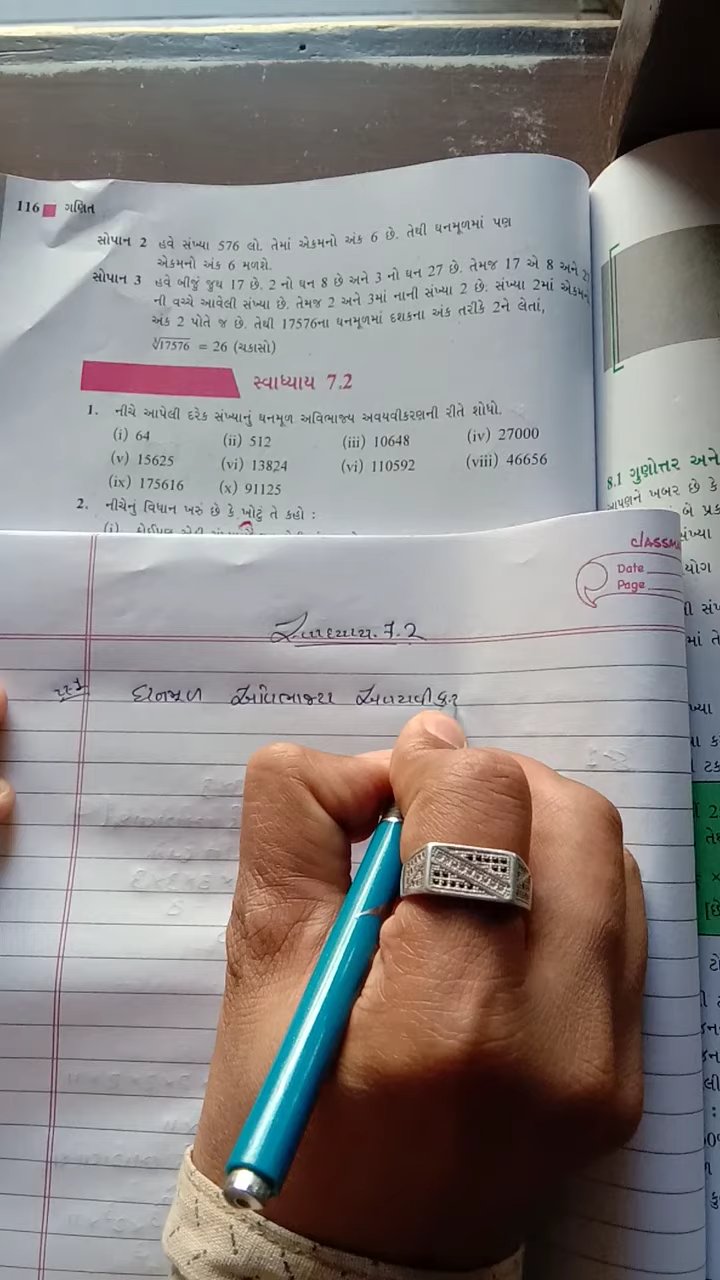 116 ગણિત
સોપાન 2 હવે સંખ્યા 576 લો. તેમાં એકમનો અંક 6 છે. તેથી ઘનમૂળમાં પણ
એકમનો અંક 6 મળશે.
સોપાન 3 હવે બીજું જુથ 17 છે. 2 નો ઘન 8 છે અને 3 નો ઘન 27 છે. તેમજ 17 એ 8 અને 27
ની વચ્ચે આવેલી સંખ્યા છે. તેમજ 2 અને 3માં નાની સંખ્યા 2 છે. સંખ્યા 2માં એકમનો
અંક 2 પોતે જ છે. તેથી 17576ના ઘનમૂળમાં દશકના અંક તરીકે 2ને લેતાં,
∛17576 = 26 (ચકાસો)
સ્વાધ્યાય 7.2
1. નીચે આપેલી દરેક સંખ્યાનું ઘનમૂળ અવિભાજ્ય અવયવીકરણની રીતે શોધો.
(i) 64 (ii) 512 (iii) 10648 (iv) 27000
(v) 15625 (vi) 13824 (vi) 110592 (viii) 46656
(ix) 175616 (x) 91125
2. નીચેનું વિધાન ખરું છે કે ખોટું તે કહો :
(i)
8.1 ગુણોત્તર અને
આપણને ખબર છે કે
બે પ્રક
સંખ્યા
યોગ
classm
Date
Page
સ્વાધ્યાય. 7.2
ઘનમૂળ અવિભાજ્ય અવયવીકર